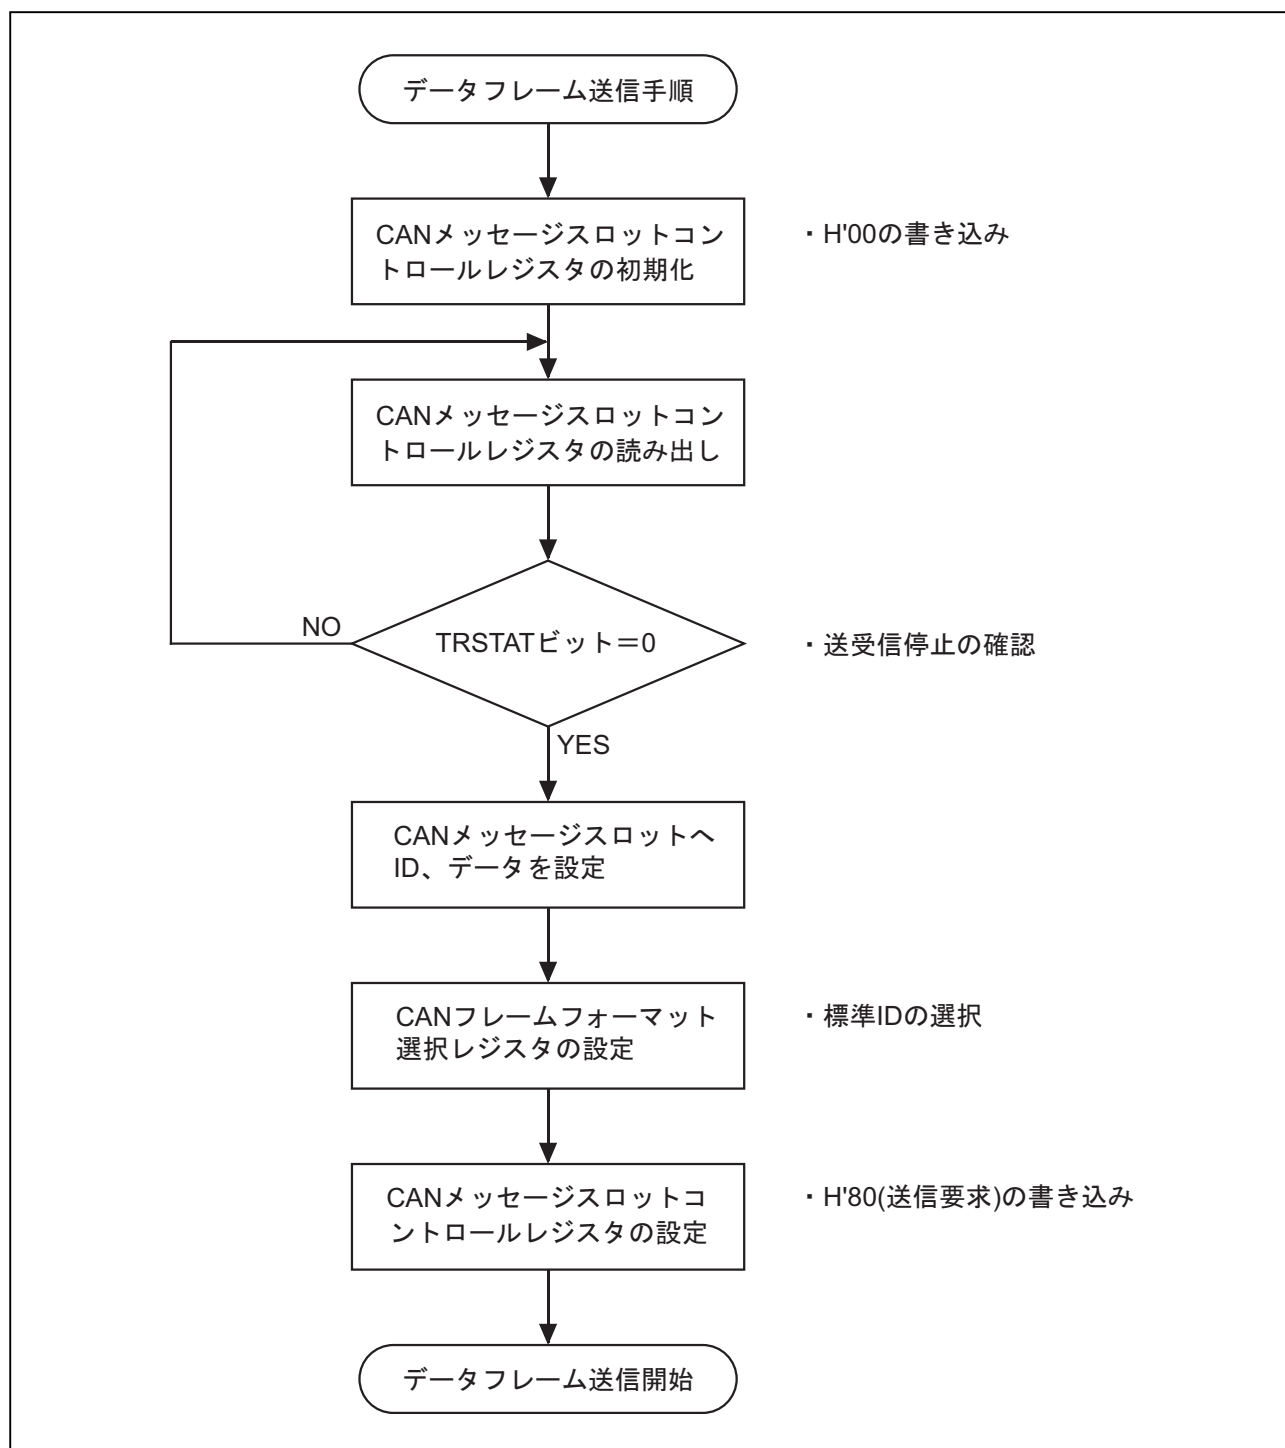 データフレーム送信手順
CANメッセージスロットコン
トロールレジスタの初期化
・H'00の書き込み
CANメッセージスロットコン
トロールレジスタの読み出し
NO
TRSTATビット＝0
・送受信停止の確認
YES
CANメッセージスロットへ
ID、データを設定
CANフレームフォーマット
選択レジスタの設定
・標準IDの選択
CANメッセージスロットコ
ントロールレジスタの設定
・H'80(送信要求)の書き込み
データフレーム送信開始